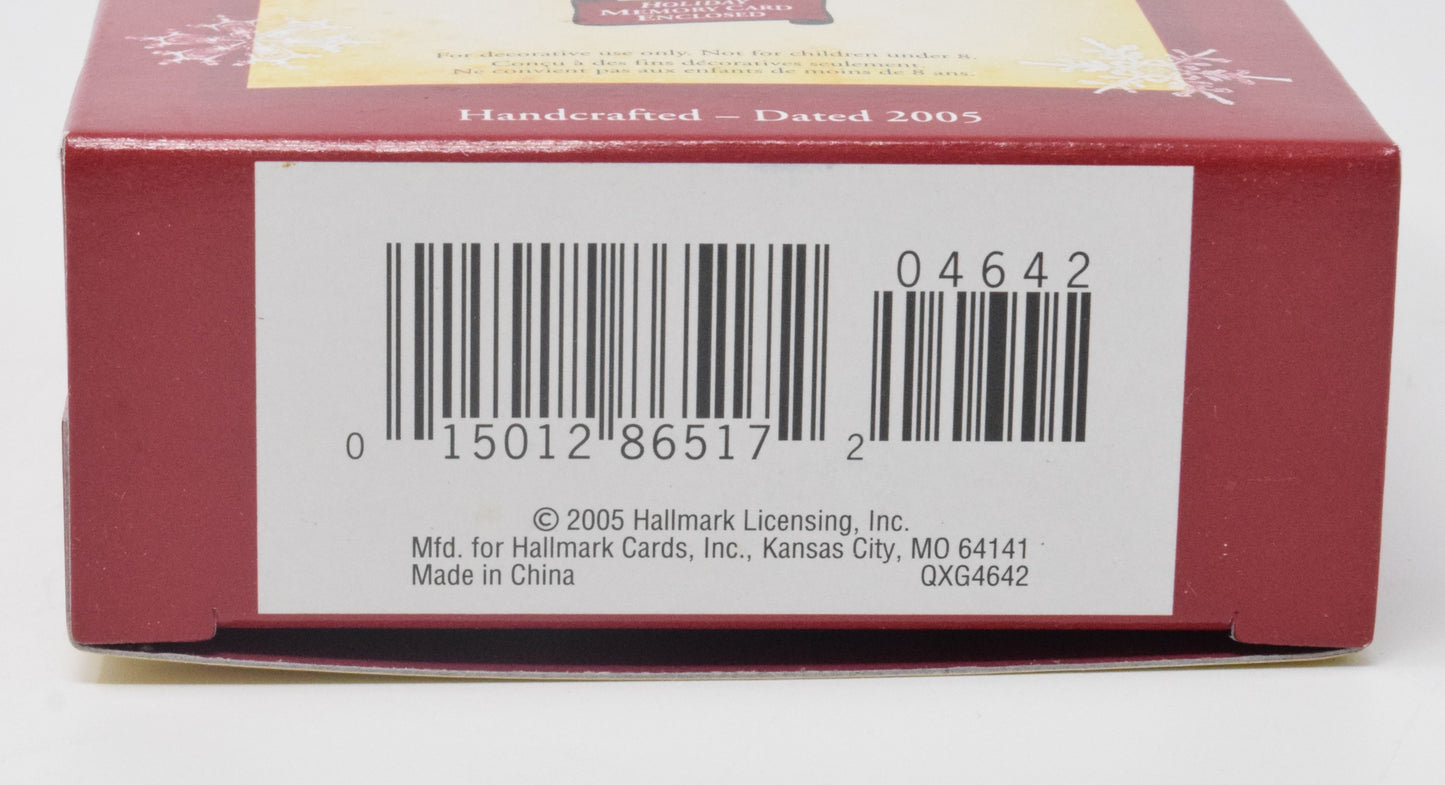 HOLIDAY
MEMORY CARD
ENCLOSED
For decorative use only. Not for children under 8.
Conçu à des fins décoratives seulement.
Ne convient pas aux enfants de moins de 8 ans.
Handcrafted – Dated 2005
04642
0 15012 86517 2
© 2005 Hallmark Licensing, Inc.
Mfd. for Hallmark Cards, Inc., Kansas City, MO 64141
Made in China QXG4642